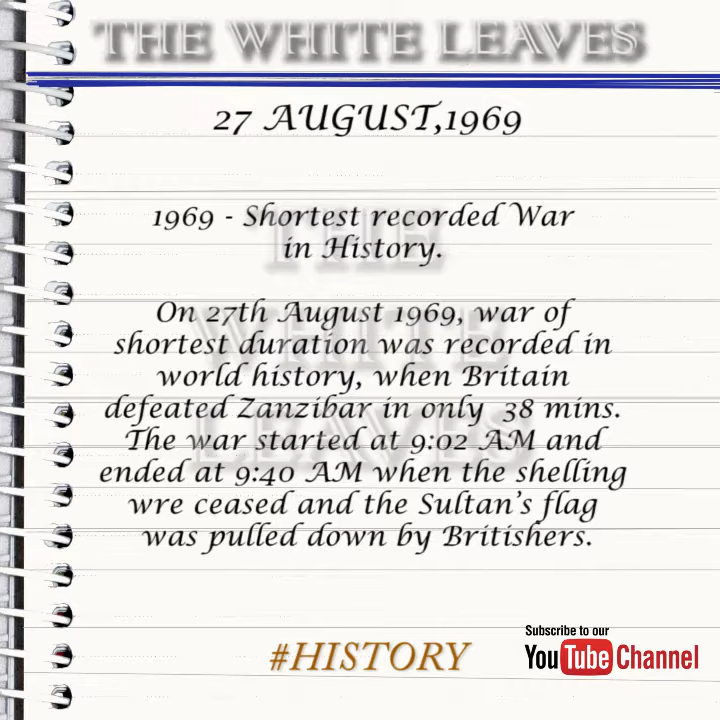 THE WHITE LEAVES
27 AUGUST,1969
1969 - Shortest recorded War
in History.
On 27th August 1969, war of
shortest duration was recorded in
world history, when Britain
defeated Zanzibar in only 38 mins.
The war started at 9:02 AM and
ended at 9:40 AM when the shelling
wre ceased and the Sultan's flag
was pulled down by Britishers.
THE
WHITE
LEAVES
#HISTORY
Subscribe to our
YouTube Channel